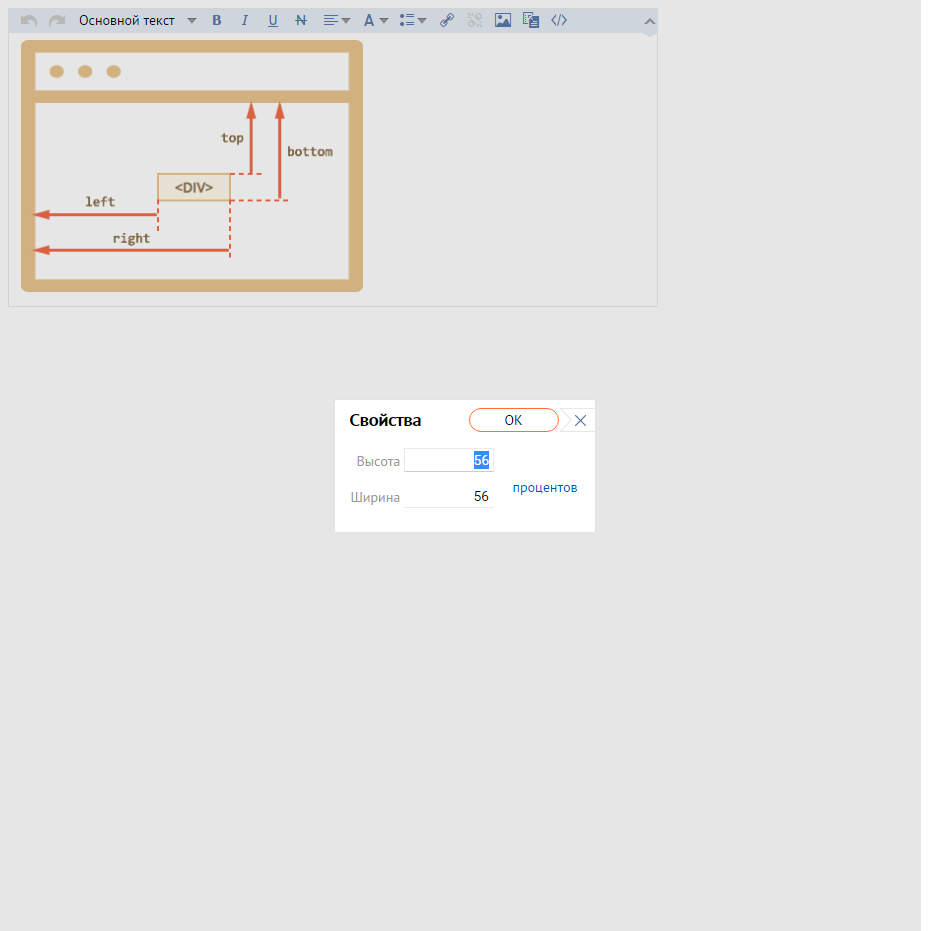 Основной текст B I U N A </>
top
bottom
<DIV>
left
right
Свойства OK
Высота 56
процентов
Ширина 56